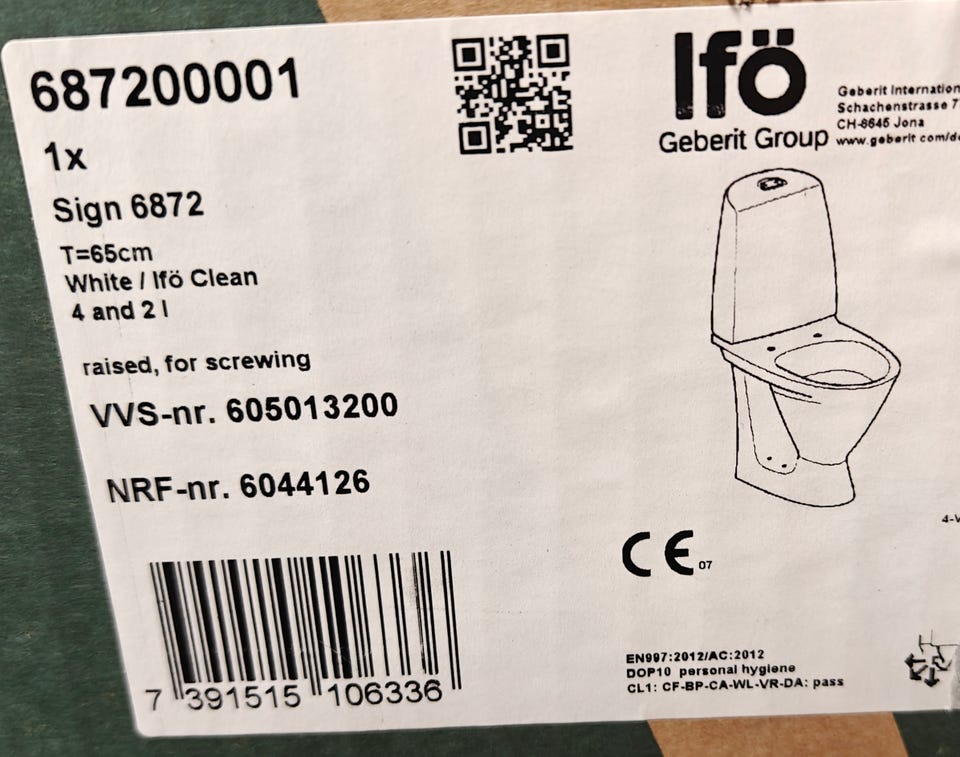 687200001
1x
Sign 6872
T=65cm
White / Ifö Clean
4 and 2 l
raised, for screwing
VVS-nr. 605013200
NRF-nr. 6044126
7 391515 106336
Ifö
Geberit Group
Geberit Internation
Schachenstrasse 7
CH-8645 Jona
www.geberit.com/d
4-V
CE
07
EN997:2012/AC:2012
DOP10 personal hygiene
CL1: CF-BP-CA-WL-VR-DA: pass